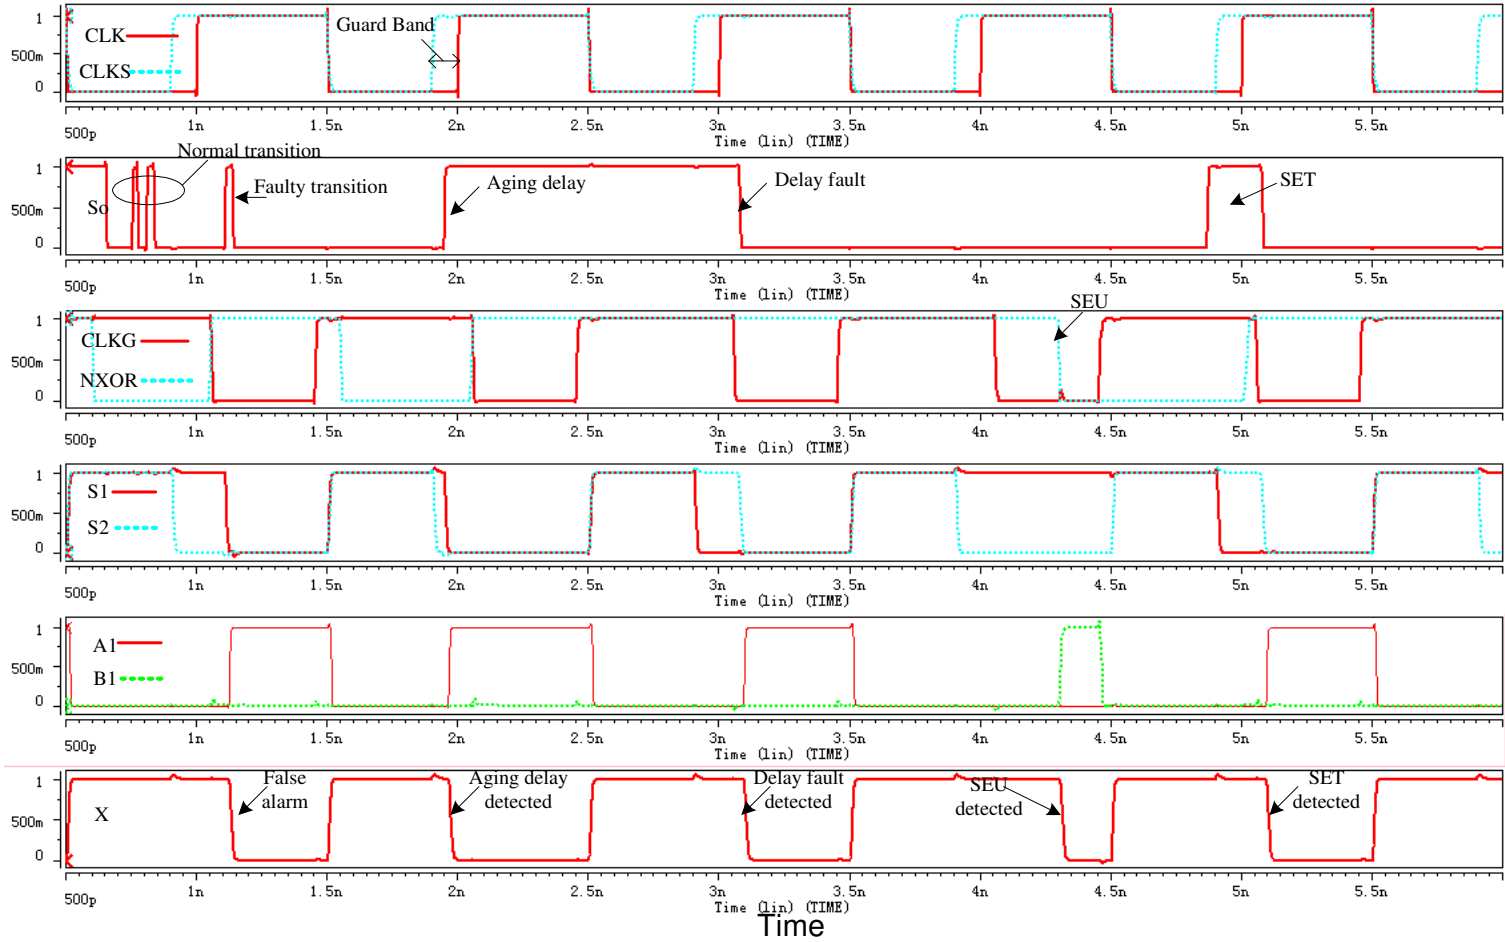 1
CLK
Guard Band
500m
CLKS
0
1n 1.5n 2n 2.5n 3n 3.5n 4n 4.5n 5n 5.5n
500p
Time (lin) (TIME)
Normal transition
1
Faulty transition
Aging delay
Delay fault
SET
500m
So
0
1n 1.5n 2n 2.5n 3n 3.5n 4n 4.5n 5n 5.5n
500p
Time (lin) (TIME)
SEU
1
CLKG
500m
NXOR
0
1n 1.5n 2n 2.5n 3n 3.5n 4n 4.5n 5n 5.5n
500p
Time (lin) (TIME)
1
S1
500m
S2
0
1n 1.5n 2n 2.5n 3n 3.5n 4n 4.5n 5n 5.5n
500p
Time (lin) (TIME)
1
A1
500m
B1
0
1n 1.5n 2n 2.5n 3n 3.5n 4n 4.5n 5n 5.5n
500p
Time (lin) (TIME)
1
False
alarm
Aging delay
detected
Delay fault
detected
SEU
detected
SET
detected
X
500m
0
1n 1.5n 2n 2.5n 3n 3.5n 4n 4.5n 5n 5.5n
500p
Time (lin) (TIME)
Time